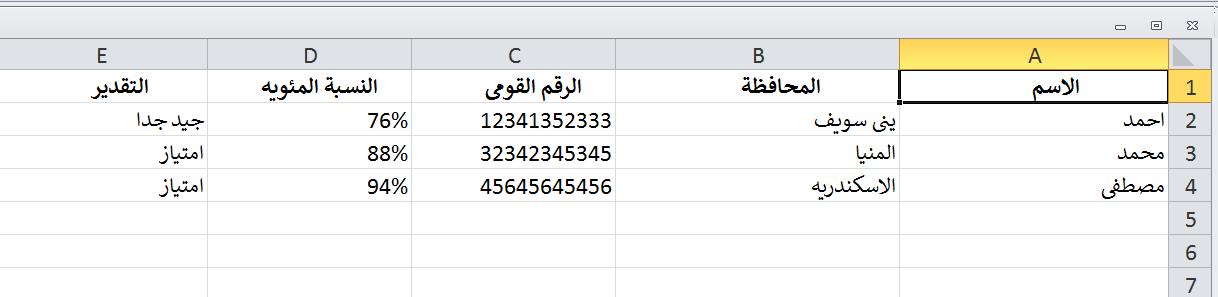 A B C D E
1 الاسم المحافظة الرقم القومى النسبة المئويه التقدير
2 احمد ينى سويف 12341352333 76% جيد جدا
3 محمد المنيا 32342345345 88% امتياز
4 مصطفى الاسكندريه 45645645456 94% امتياز
5
6
7